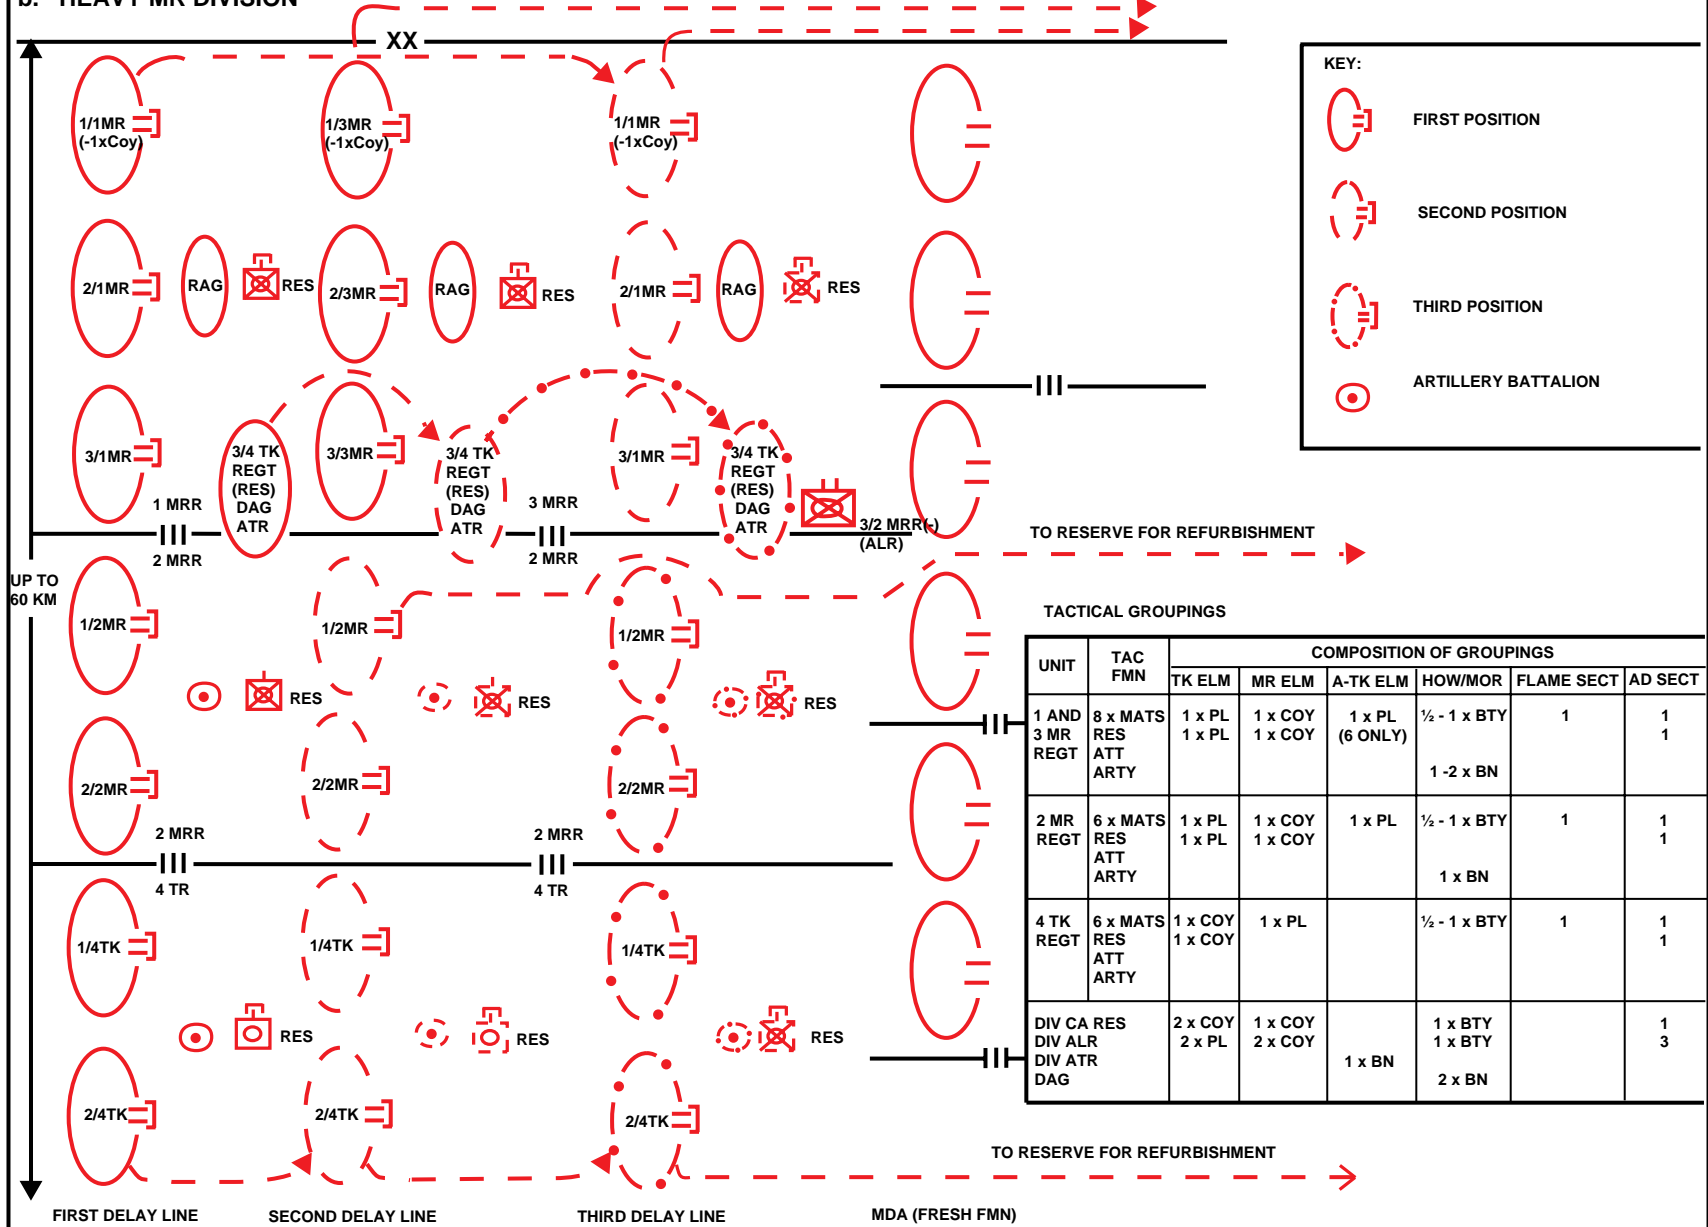 b. HEAVY MR DIVISION
XX
KEY:
FIRST POSITION
SECOND POSITION
THIRD POSITION
ARTILLERY BATTALION
1/1MR
(-1xCoy)
1/3MR
(-1xCoy)
1/1MR
(-1xCoy)
2/1MR
RAG
RES
2/3MR
RAG
RES
2/1MR
RAG
RES
3/1MR
3/4 TK
REGT
(RES)
DAG
ATR
3/3MR
3/4 TK
REGT
(RES)
DAG
ATR
3/1MR
3/4 TK
REGT
(RES)
DAG
ATR
1 MRR
2 MRR
3 MRR
2 MRR
3/2 MRR(-)
(ALR)
TO RESERVE FOR REFURBISHMENT
UP TO
60 KM
1/2MR
1/2MR
1/2MR
RES
RES
RES
2/2MR
2/2MR
2/2MR
2 MRR
4 TR
2 MRR
4 TR
1/4TK
1/4TK
1/4TK
RES
RES
RES
2/4TK
2/4TK
2/4TK
TACTICAL GROUPINGS
UNIT TAC FMN COMPOSITION OF GROUPINGS
TK ELM MR ELM A-TK ELM HOW/MOR FLAME SECT AD SECT
1 AND 8 x MATS 1 x PL 1 x COY 1 x PL ½ - 1 x BTY 1 1
3 MR RES 1 x PL 1 x COY (6 ONLY) 1
REGT ATT
ARTY 1 -2 x BN
2 MR 6 x MATS 1 x PL 1 x COY 1 x PL ½ - 1 x BTY 1 1
REGT RES 1 x PL 1 x COY 1
ATT
ARTY 1 x BN
4 TK 6 x MATS 1 x COY 1 x PL ½ - 1 x BTY 1 1
REGT RES 1 x COY 1
ATT
ARTY
DIV CA RES 2 x COY 1 x COY 1 x BTY 1
DIV ALR 2 x PL 2 x COY 1 x BTY 3
DIV ATR 1 x BN
DAG 2 x BN
TO RESERVE FOR REFURBISHMENT
FIRST DELAY LINE
SECOND DELAY LINE
THIRD DELAY LINE
MDA (FRESH FMN)